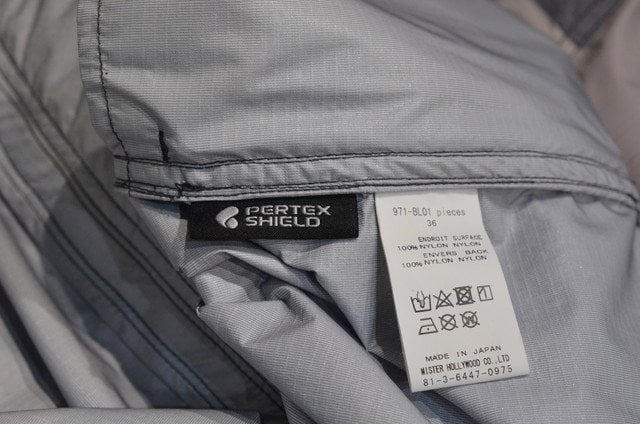 PERTEX
SHIELD
971-BL01 pieces
36
ENDROIT SURFACE
100% NYLON NYLON
ENVERS BACK
100% NYLON NYLON
MADE IN JAPAN
MISTER HOLLYWOOD CO.,LTD
81-3-6447-0975